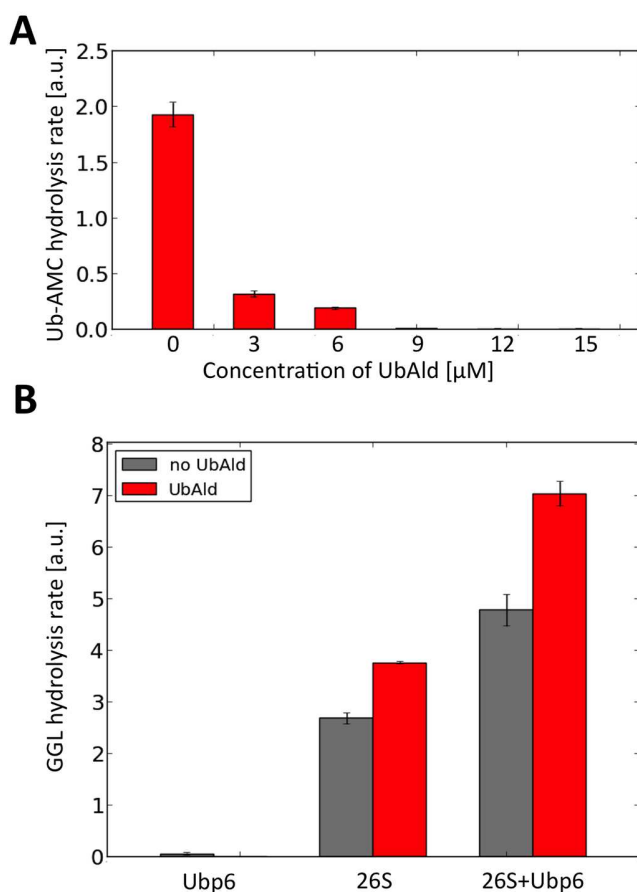 A
Ub-AMC hydrolysis rate [a.u.]
2.5
2.0
1.5
1.0
0.5
0.0
0 3 6 9 12 15
Concentration of UbAld [μM]
B
GGL hydrolysis rate [a.u.]
8
7
6
5
4
3
2
1
0
no UbAld
UbAld
Ubp6 26S 26S+Ubp6